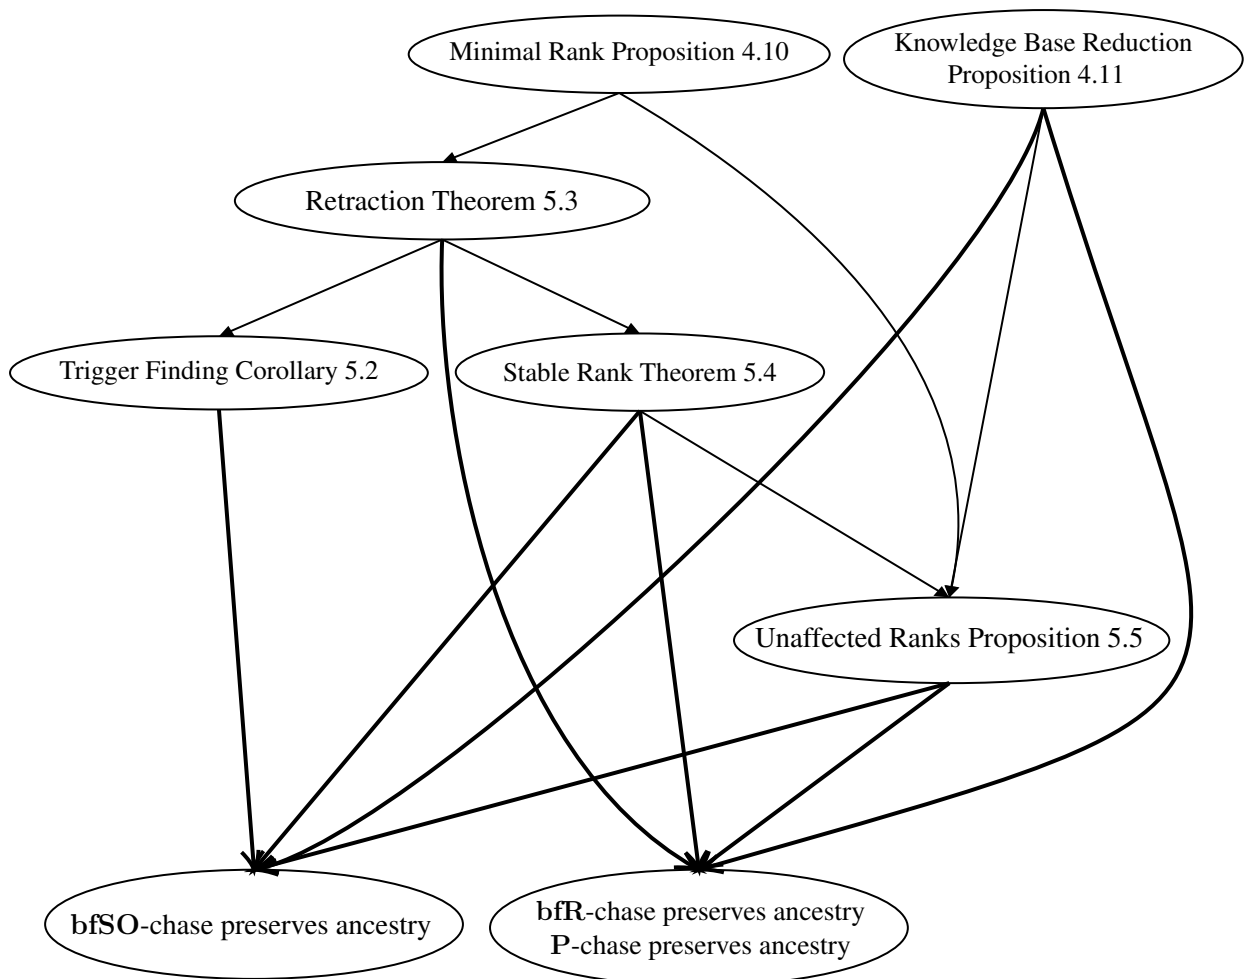 Minimal Rank Proposition 4.10
Knowledge Base Reduction
Proposition 4.11
Retraction Theorem 5.3
Trigger Finding Corollary 5.2
Stable Rank Theorem 5.4
Unaffected Ranks Proposition 5.5
bfSO-chase preserves ancestry
bfR-chase preserves ancestry
P-chase preserves ancestry